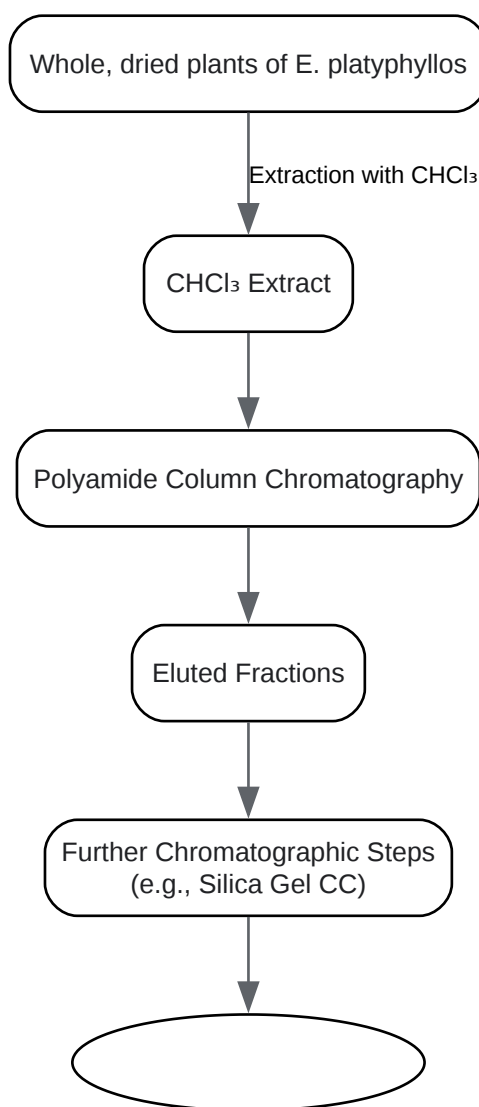 Whole, dried plants of E. platyphyllos
Extraction with CHCl₃
CHCl₃ Extract
Polyamide Column Chromatography
Eluted Fractions
Further Chromatographic Steps
(e.g., Silica Gel CC)